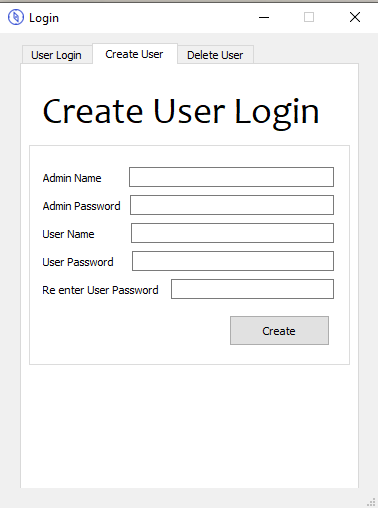 Login
User Login Create User Delete User
Create User Login
Admin Name
Admin Password
User Name
User Password
Re enter User Password
Create